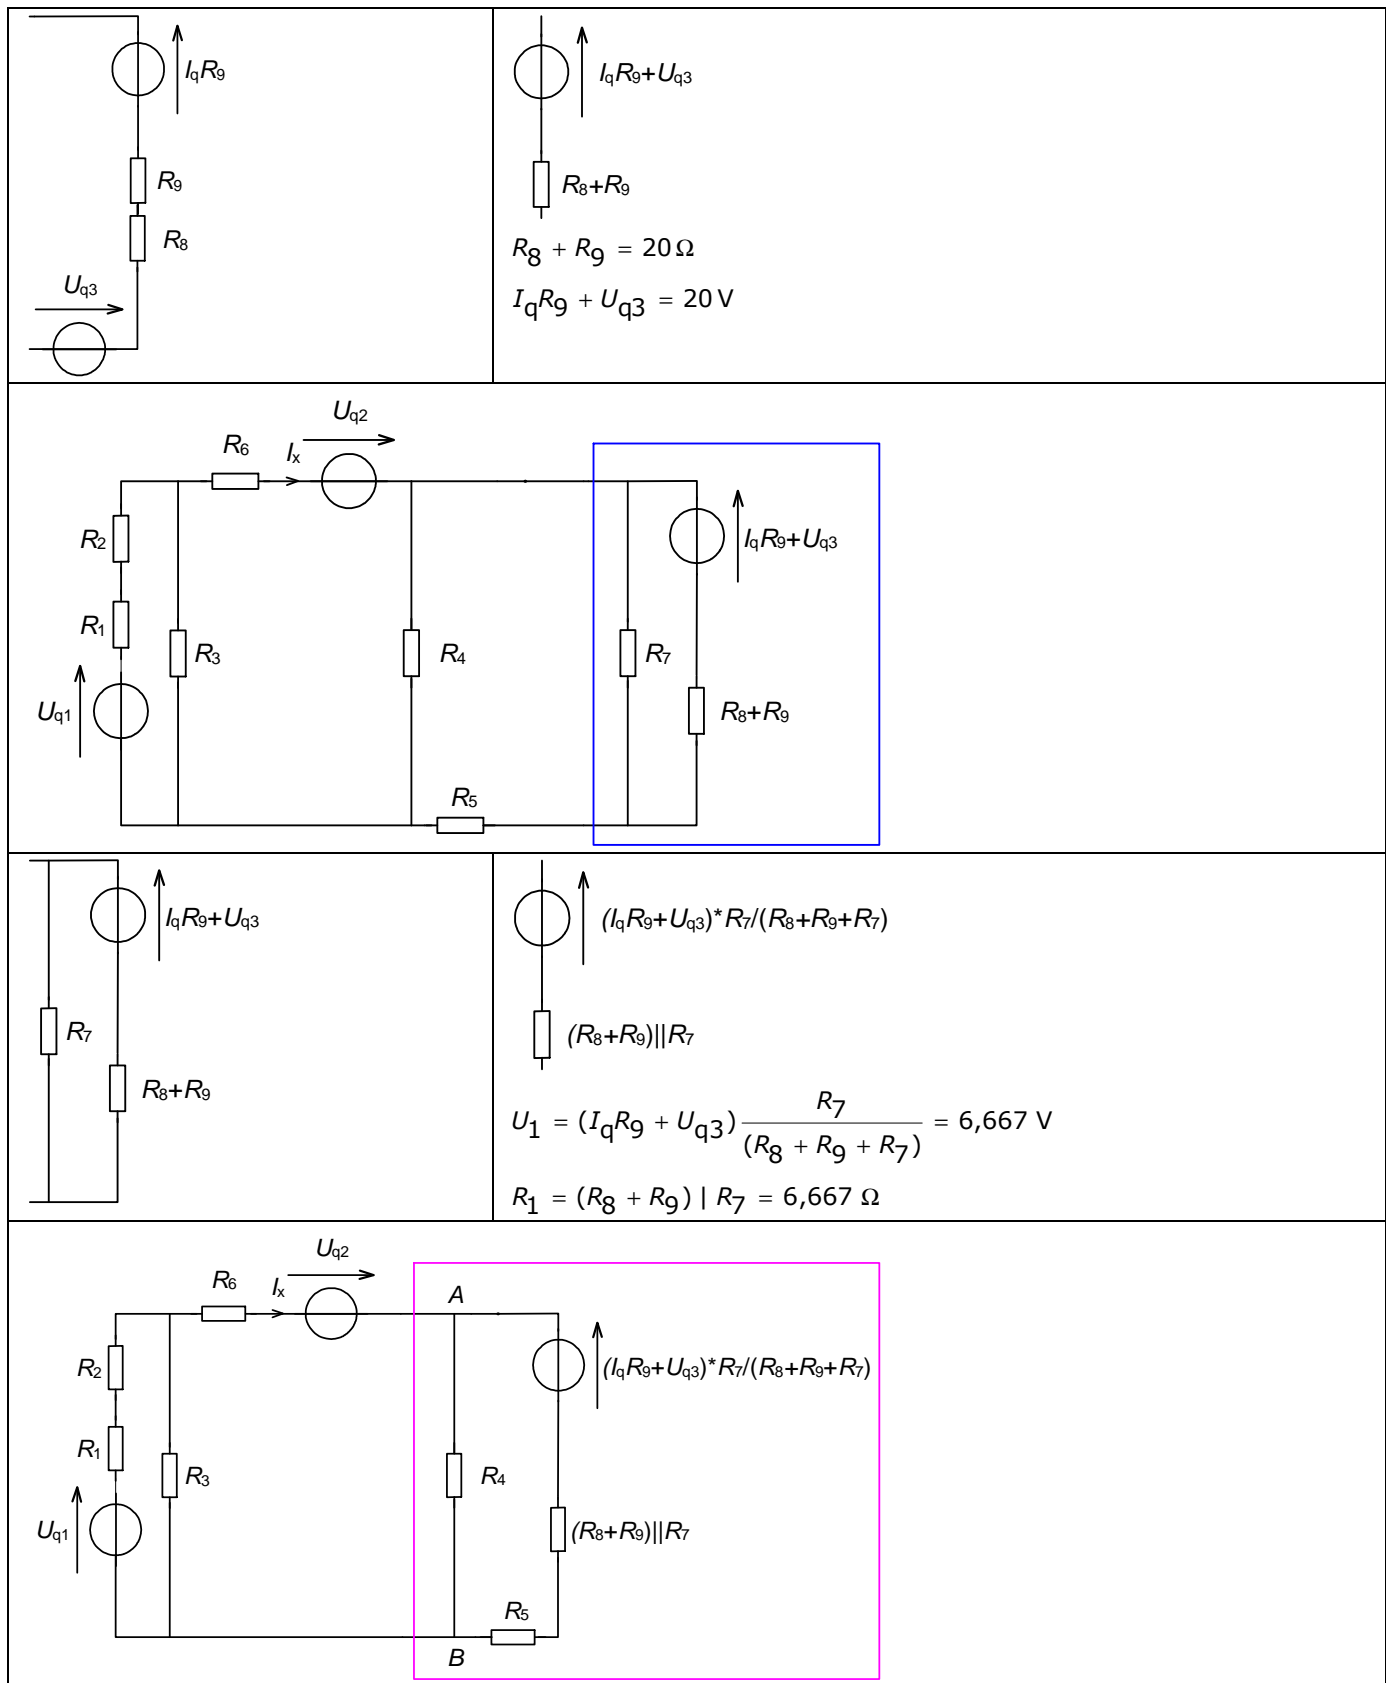 IqR9
R9
R8
Uq3
IqR9+Uq3
R8+R9
R8 + R9 = 20 Ω
IqR9 + Uq3 = 20 V
Uq2
R6
Ix
R2
IqR9+Uq3
R1
R3
R4
R7
Uq1
R8+R9
R5
IqR9+Uq3
R7
R8+R9
(IqR9+Uq3)*R7/(R8+R9+R7)
(R8+R9)||R7
U1 = (IqR9 + Uq3) R7 / (R8 + R9 + R7) = 6,667 V
R1 = (R8 + R9) | R7 = 6,667 Ω
Uq2
R6
Ix
A
R2
(IqR9+Uq3)*R7/(R8+R9+R7)
R1
R3
R4
Uq1
(R8+R9)||R7
R5
B